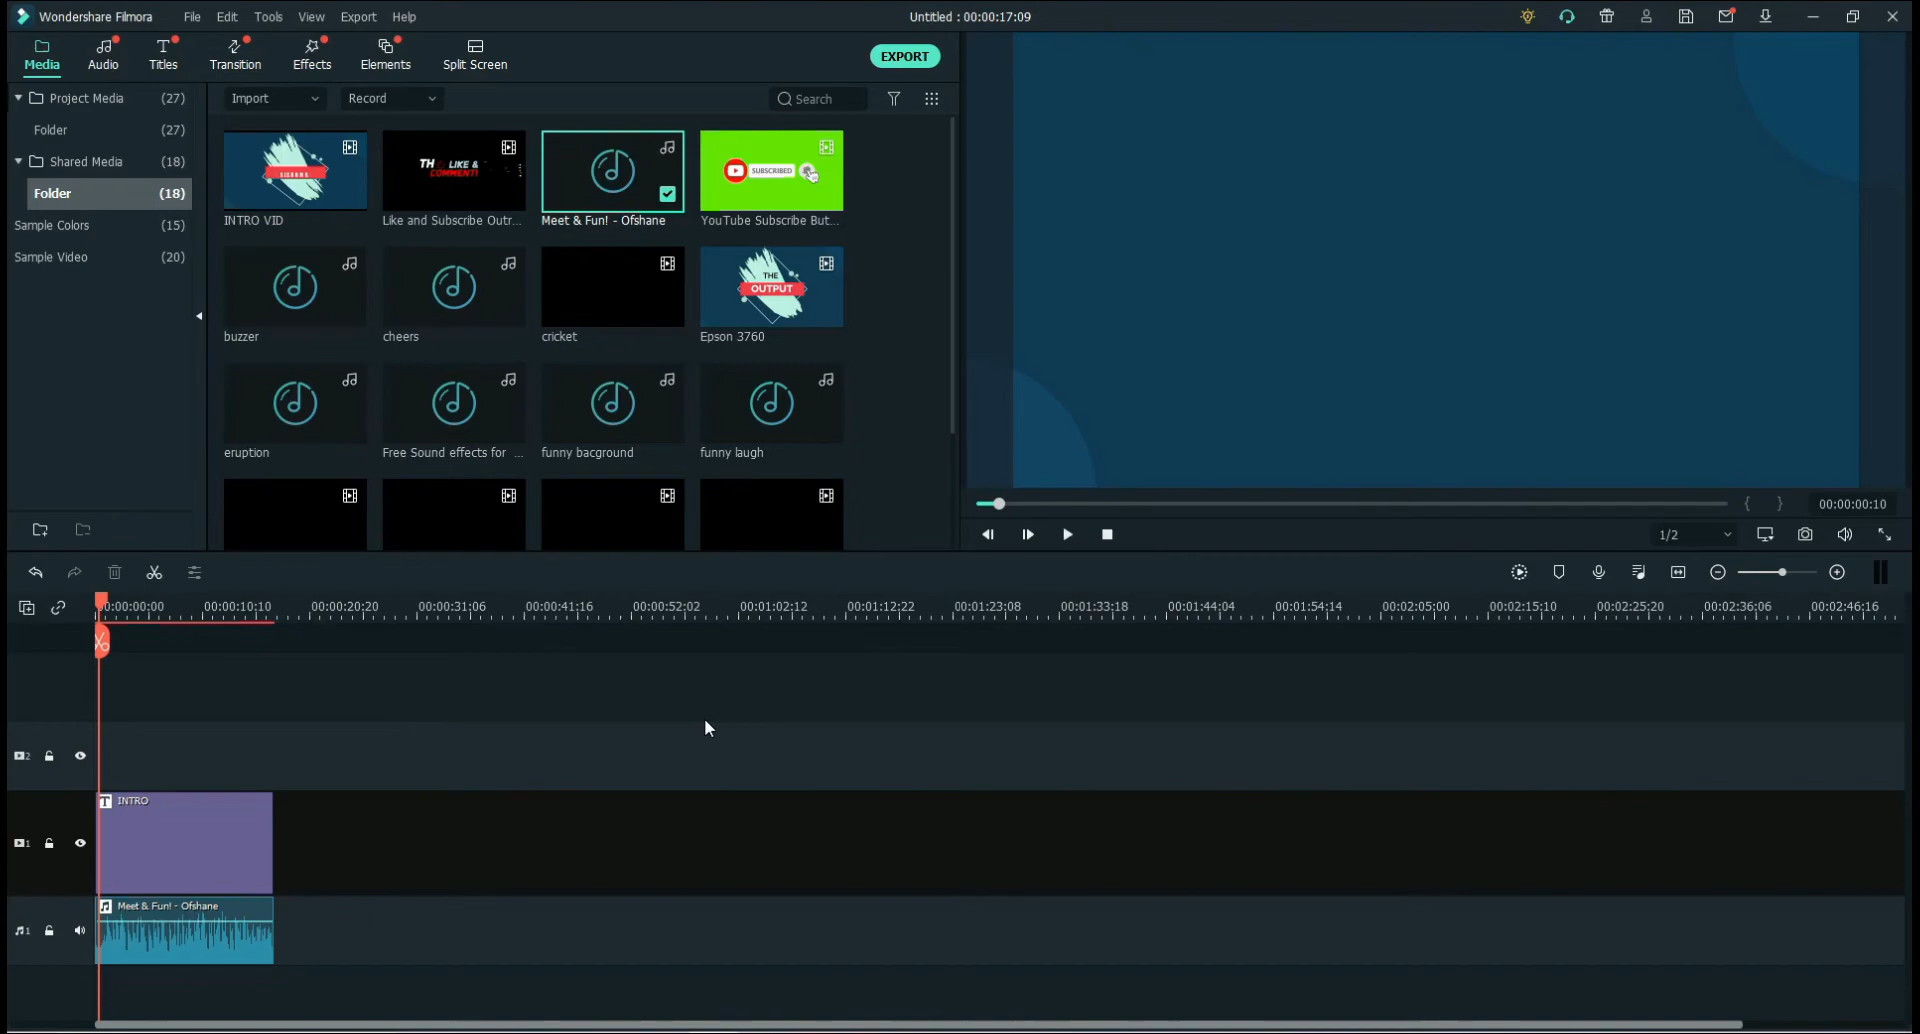 Wondershare Filmora File Edit Tools View Export Help Untitled : 00:00:17:09
Media Audio Titles Transition Effects Elements Split Screen EXPORT
Project Media (27)
Folder (27)
Shared Media (18)
Folder (18)
Sample Colors (15)
Sample Video (20)
Import Record Search
TH LIKE &
COMMENT!
SUBSCRIBED
INTRO VID Like and Subscribe Outr... Meet & Fun! - Ofshane YouTube Subscribe But...
THE
OUTPUT
buzzer cheers cricket Epson 3760
eruption Free Sound effects for ... funny bacground funny laugh
{ } 00:00:00:10
1/2
00:00:00:00 00:00:10:10 00:00:20:20 00:00:31:06 00:00:41:16 00:00:52:02 00:01:02:12 00:01:12:22 00:01:23:08 00:01:33:18 00:01:44:04 00:01:54:14 00:02:05:00 00:02:15:10 00:02:25:20 00:02:36:06 00:02:46:16
2
T INTRO
1
Meet & Fun! - Ofshane
1